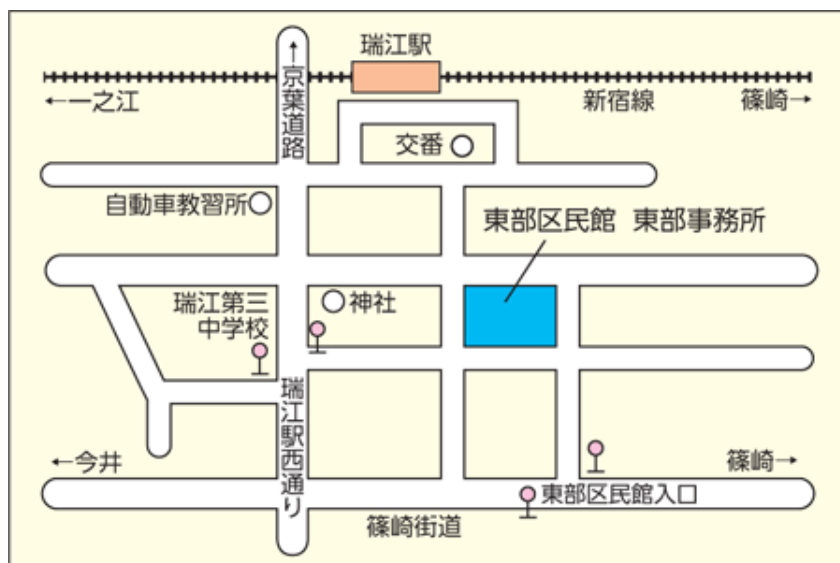 瑞江駅
←一之江
新宿線
篠崎→
←京葉道路
交番
自動車教習所
東部区民館 東部事務所
瑞江第三
中学校
神社
瑞江駅西通り
←今井
篠崎→
東部区民館入口
篠崎街道